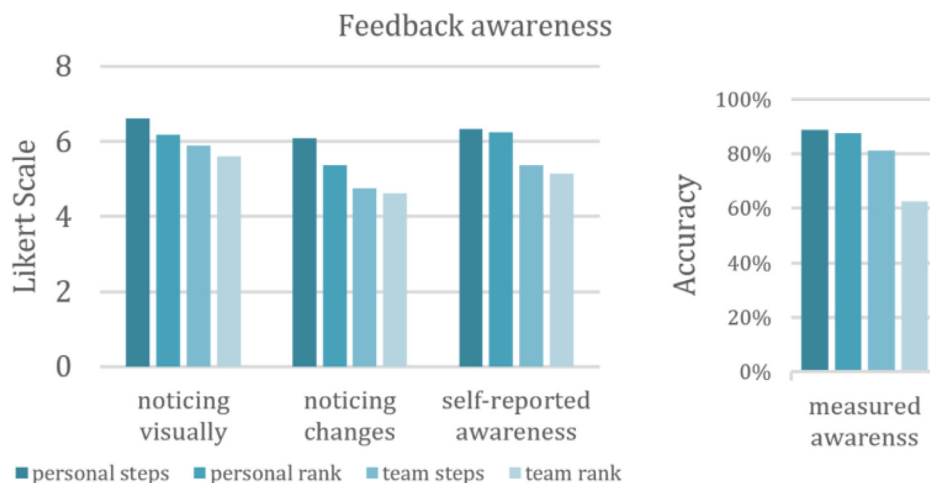 Feedback awareness
Likert Scale
8
6
4
2
0
noticing
visually
noticing
changes
self-reported
awareness
personal steps personal rank team steps team rank
Accuracy
100%
80%
60%
40%
20%
0%
measured
awarenss